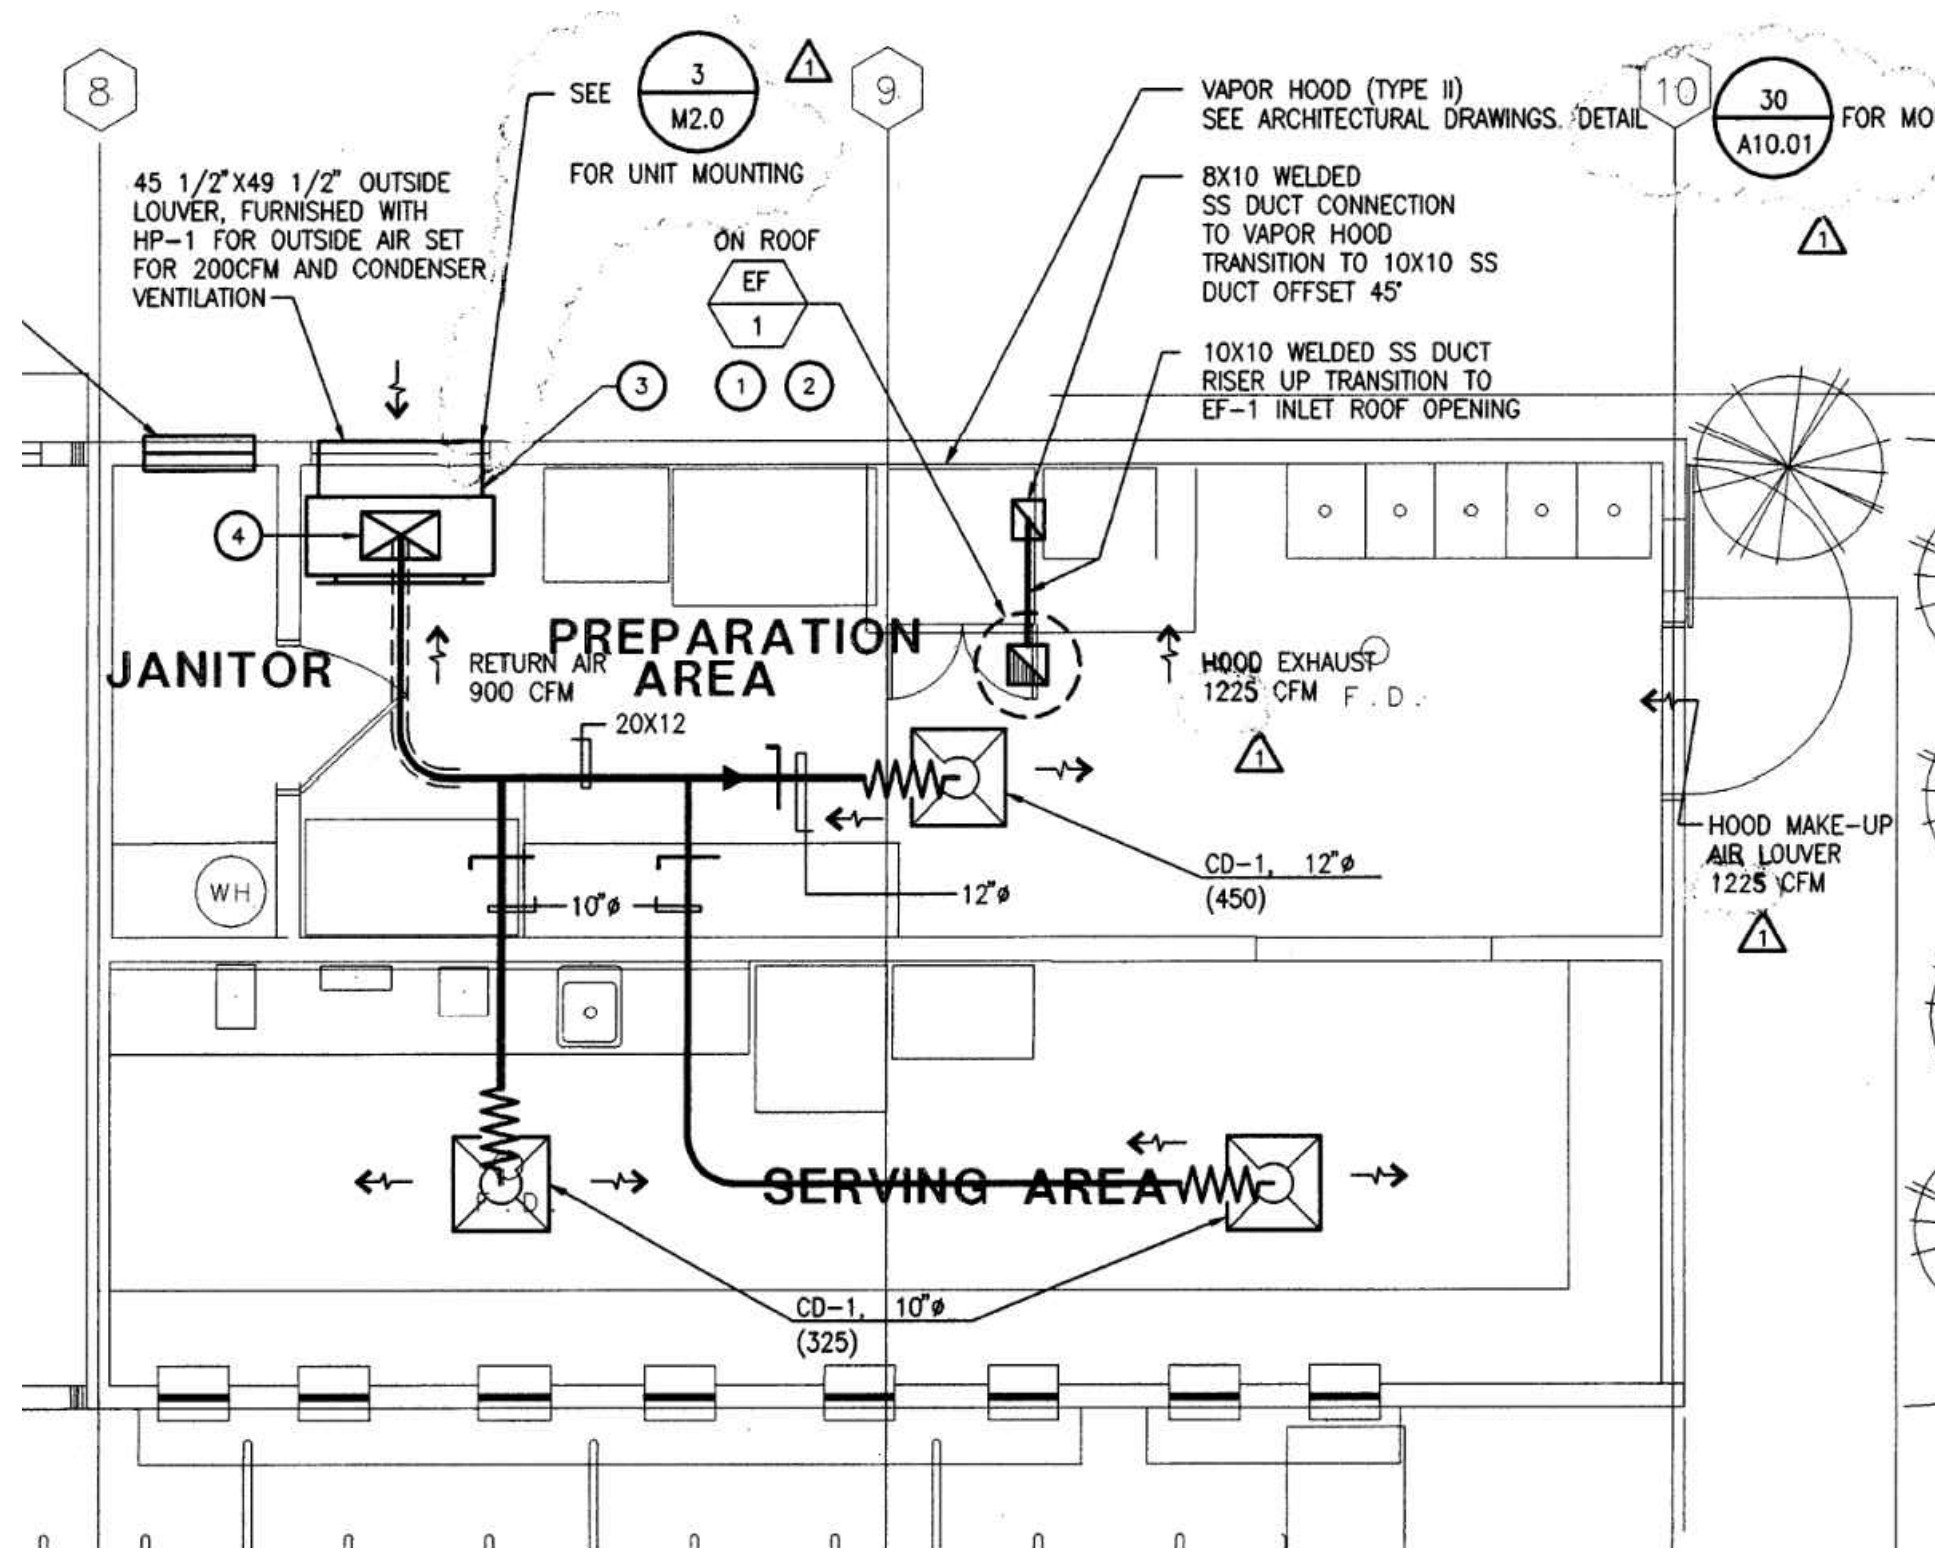 8
SEE
3
M2.0
1
FOR UNIT MOUNTING
9
VAPOR HOOD (TYPE II)
SEE ARCHITECTURAL DRAWINGS. DETAIL
10
30
A10.01
FOR MO
1
45 1/2"X49 1/2" OUTSIDE
LOUVER, FURNISHED WITH
HP-1 FOR OUTSIDE AIR SET
FOR 200CFM AND CONDENSER
VENTILATION
ON ROOF
EF
1
8X10 WELDED
SS DUCT CONNECTION
TO VAPOR HOOD
TRANSITION TO 10X10 SS
DUCT OFFSET 45°
10X10 WELDED SS DUCT
RISER UP TRANSITION TO
EF-1 INLET ROOF OPENING
3
1
2
4
JANITOR
PREPARATION
AREA
RETURN AIR
900 CFM
HOOD EXHAUST
1225 CFM
F.D.
1
20X12
HOOD MAKE-UP
AIR LOUVER
1225 CFM
1
CD-1, 12"ø
(450)
WH
10"ø
12"ø
SERVING AREA
F.D.
CD-1, 10"ø
(325)